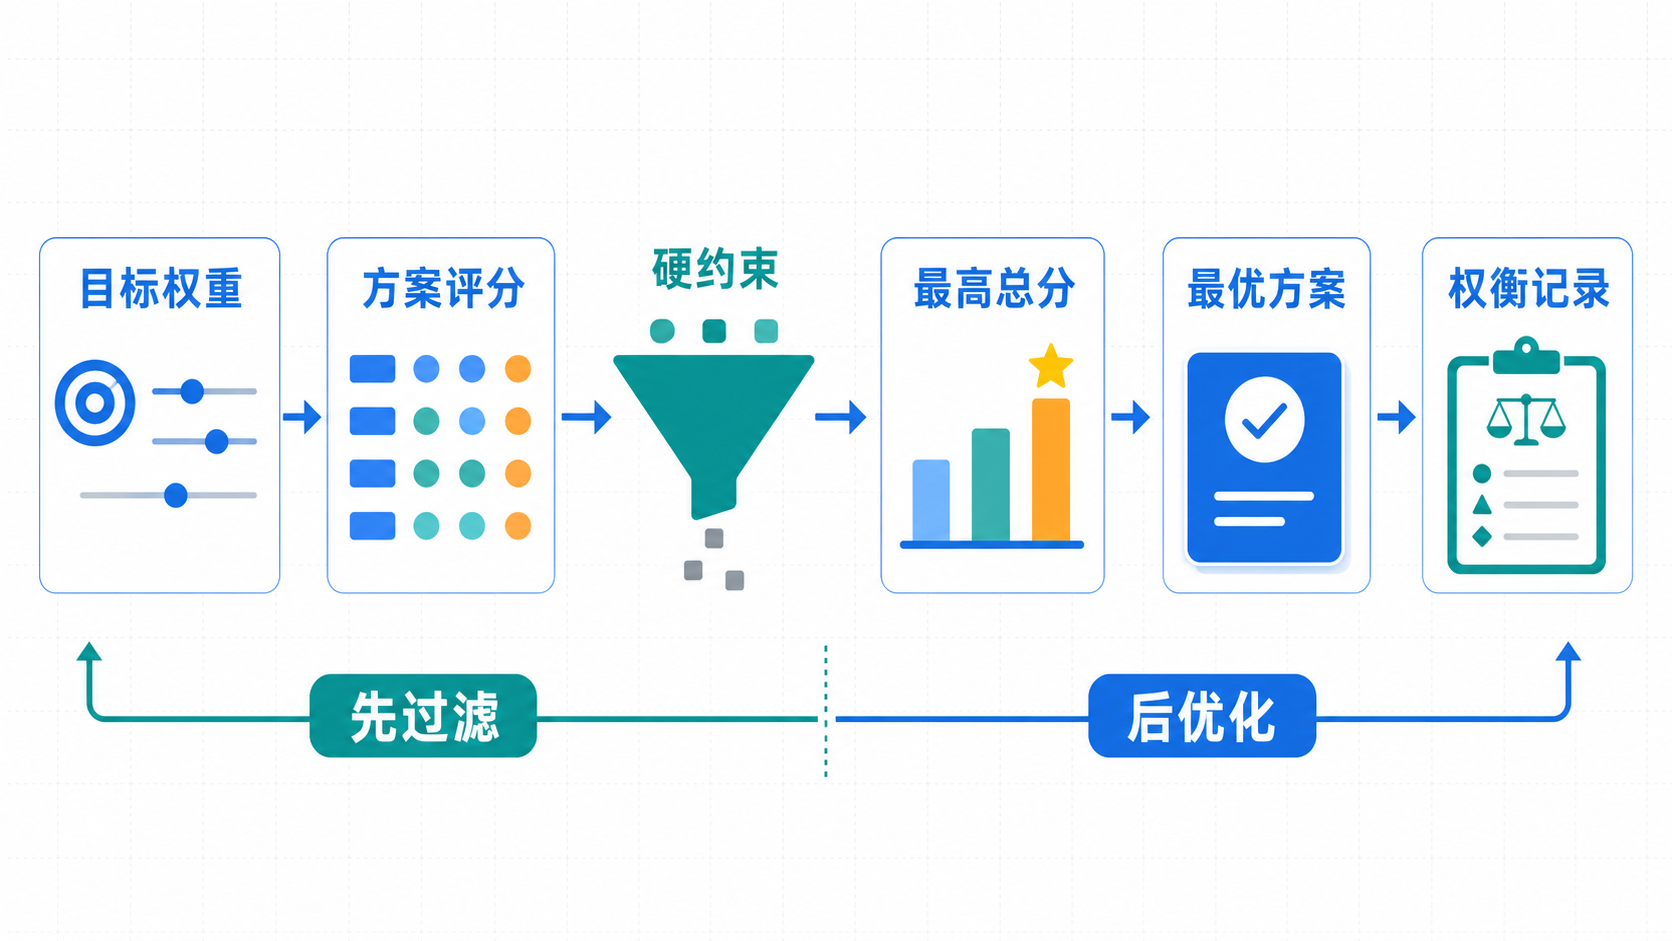 目标权重
方案评分
硬约束
最高总分
最优方案
权衡记录
先过滤
后优化